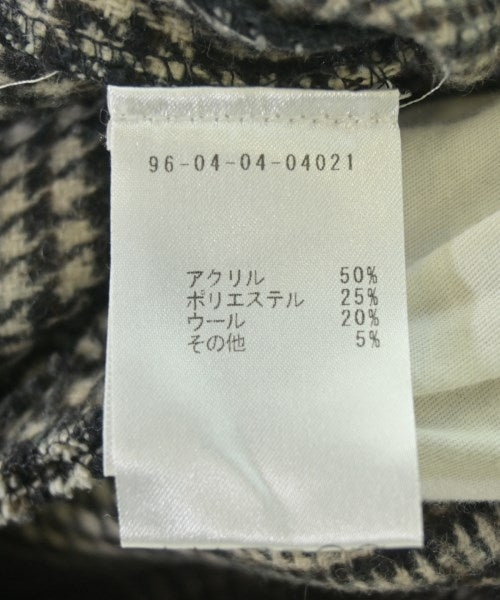 96-04-04-04021
アクリル 50%
ポリエステル 25%
ウール 20%
その他 5%